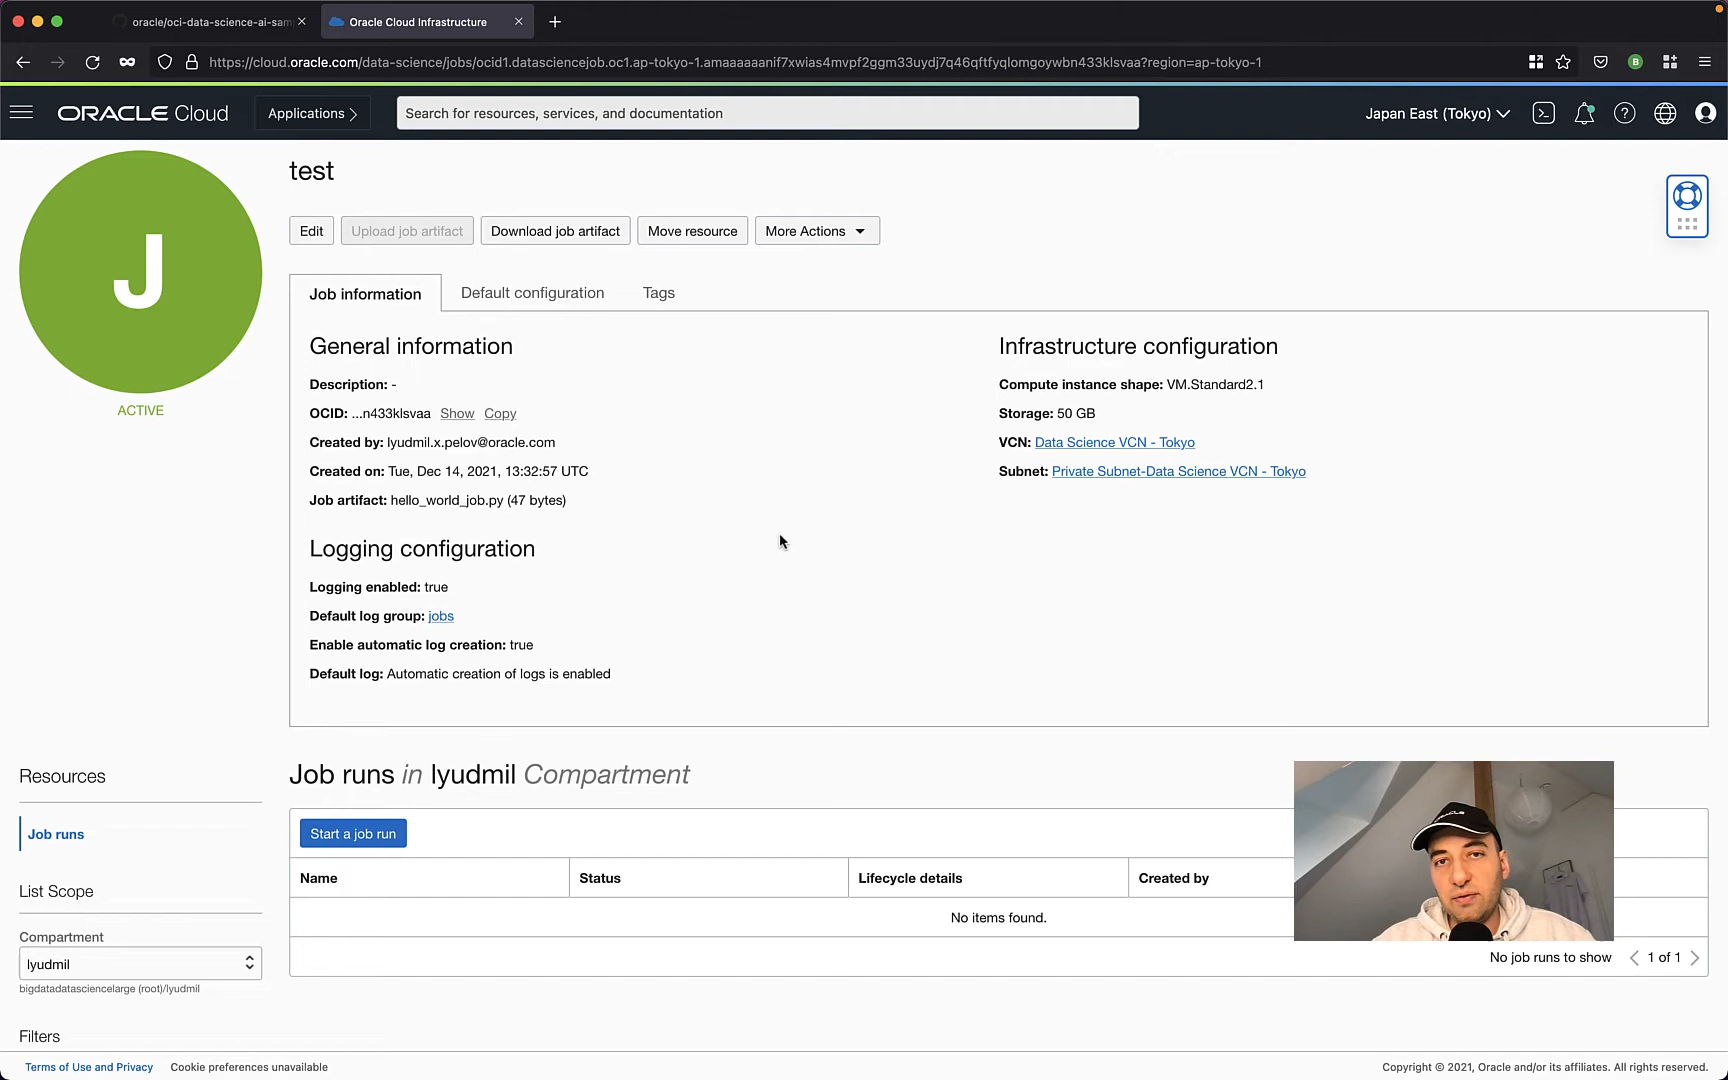 oracle/oci-data-science-ai-sam
Oracle Cloud Infrastructure
https://cloud.oracle.com/data-science/jobs/ocid1.datasciencejob.oc1.ap-tokyo-1.amaaaaaanif7xwias4mvpf2ggm33uydj7q46qftfyqlomgoywbn433klsvaa?region=ap-tokyo-1
B
ORACLE Cloud
Applications
Search for resources, services, and documentation
Japan East (Tokyo)
J
ACTIVE
test
Edit
Upload job artifact
Download job artifact
Move resource
More Actions
Job information
Default configuration
Tags
General information
Description: -
OCID: ...n433klsvaa Show Copy
Created by: lyudmil.x.pelov@oracle.com
Created on: Tue, Dec 14, 2021, 13:32:57 UTC
Job artifact: hello_world_job.py (47 bytes)
Logging configuration
Logging enabled: true
Default log group: jobs
Enable automatic log creation: true
Default log: Automatic creation of logs is enabled
Infrastructure configuration
Compute instance shape: VM.Standard2.1
Storage: 50 GB
VCN: Data Science VCN - Tokyo
Subnet: Private Subnet-Data Science VCN - Tokyo
Resources
Job runs
List Scope
Compartment
lyudmil
bigdatadatasciencelarge (root)/lyudmil
Filters
Job runs in lyudmil Compartment
Start a job run
Name
Status
Lifecycle details
Created by
No items found.
No job runs to show
1 of 1
Terms of Use and Privacy
Cookie preferences unavailable
Copyright © 2021, Oracle and/or its affiliates. All rights reserved.